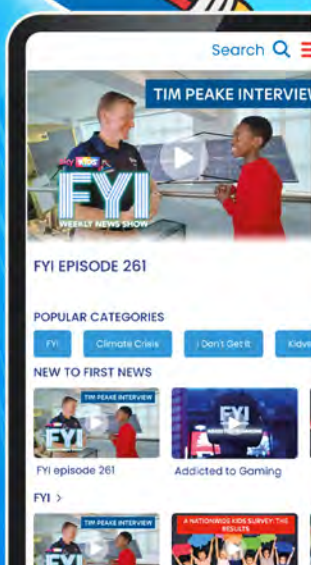 Search
TIM PEAKE INTERVIEW
sky KIDS
FYI
WEEKLY NEWS SHOW
FYI EPISODE 261
POPULAR CATEGORIES
FYI
Climate Crisis
I Don't Get It
Kids
NEW TO FIRST NEWS
TIM PEAKE INTERVIEW
FYI
FYI
FYI episode 261
Addicted to Gaming
FYI >
TIM PEAKE INTERVIEW
A NATIONWIDE KIDS SURVEY: THE
RESULTS
FYI